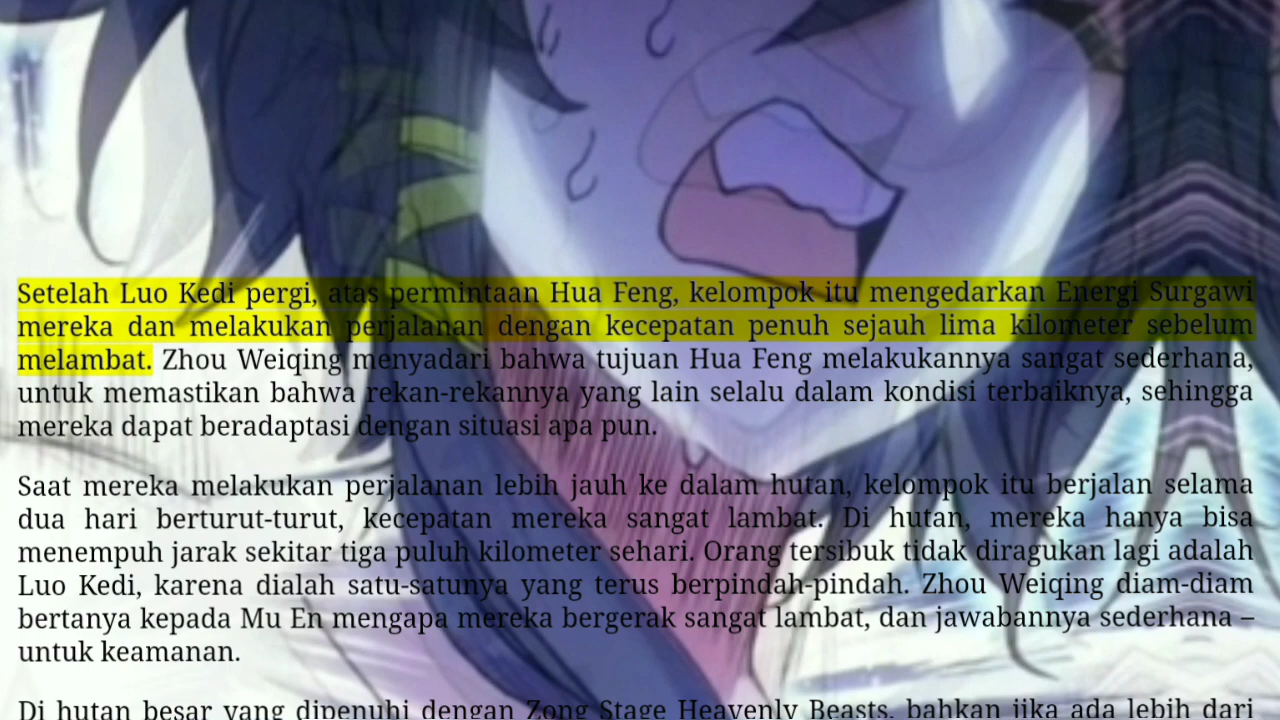 Setelah Luo Kedi pergi, atas permintaan Hua Feng, kelompok itu mengedarkan Energi Surgawi
mereka dan melakukan perjalanan dengan kecepatan penuh sejauh lima kilometer sebelum
melambat. Zhou Weiqing menyadari bahwa tujuan Hua Feng melakukannya sangat sederhana,
untuk memastikan bahwa rekan-rekannya yang lain selalu dalam kondisi terbaiknya, sehingga
mereka dapat beradaptasi dengan situasi apa pun.
Saat mereka melakukan perjalanan lebih jauh ke dalam hutan, kelompok itu berjalan selama
dua hari berturut-turut, kecepatan mereka sangat lambat. Di hutan, mereka hanya bisa
menempuh jarak sekitar tiga puluh kilometer sehari. Orang tersibuk tidak diragukan lagi adalah
Luo Kedi, karena dialah satu-satunya yang terus berpindah-pindah. Zhou Weiqing diam-diam
bertanya kepada Mu En mengapa mereka bergerak sangat lambat, dan jawabannya sederhana –
untuk keamanan.
Di hutan besar yang dipenuhi dengan Zong Stage Heavenly Beasts, bahkan jika ada lebih dari